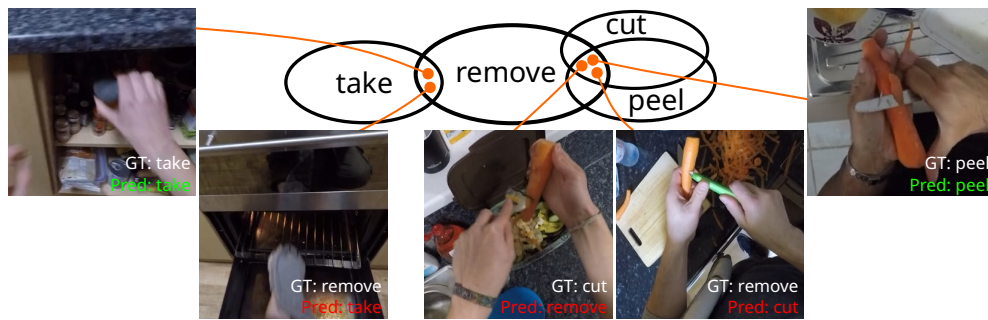 cut
take
remove
peel
GT: take
Pred: take
GT: remove
Pred: take
GT: cut
Pred: remove
GT: remove
Pred: cut
GT: peel
Pred: peel